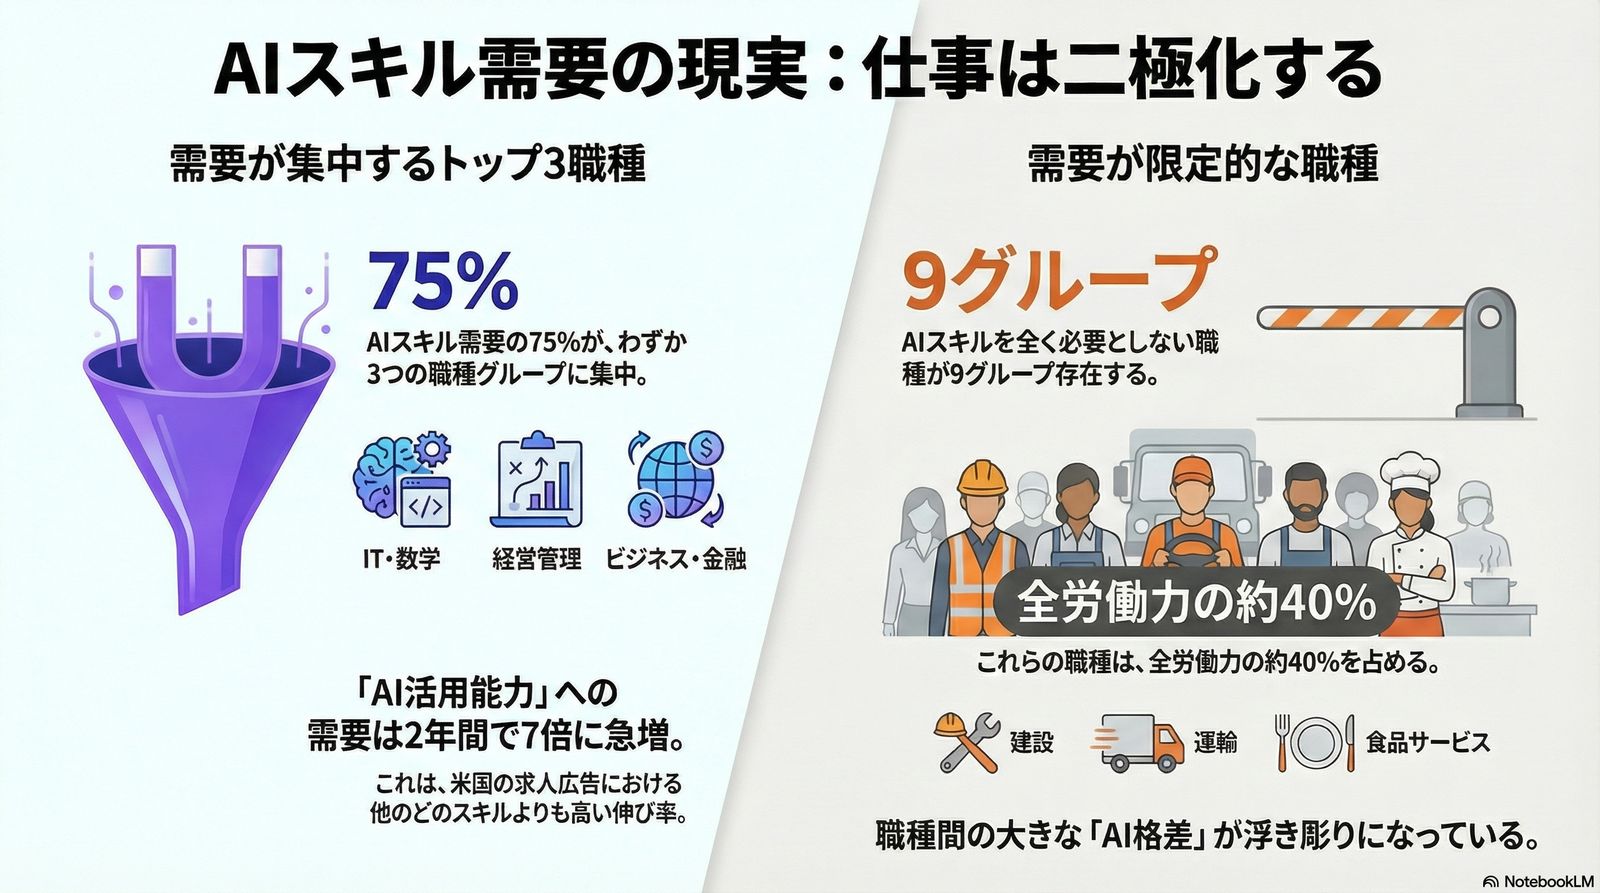 AIスキル需要の現実：仕事は二極化する
需要が集中するトップ3職種
75%
AIスキル需要の75%が、わずか
3つの職種グループに集中。
IT・数学
経営管理
ビジネス・金融
「AI活用能力」への
需要は2年間で7倍に急増。
これは、米国の求人広告における
他のどのスキルよりも高い伸び率。
需要が限定的な職種
9グループ
AIスキルを全く必要としない職
種が9グループ存在する。
全労働力の約40%
これらの職種は、全労働力の約40%を占める。
建設
運輸
食品サービス
職種間の大きな「AI格差」が浮き彫りになっている。
NotebookLM